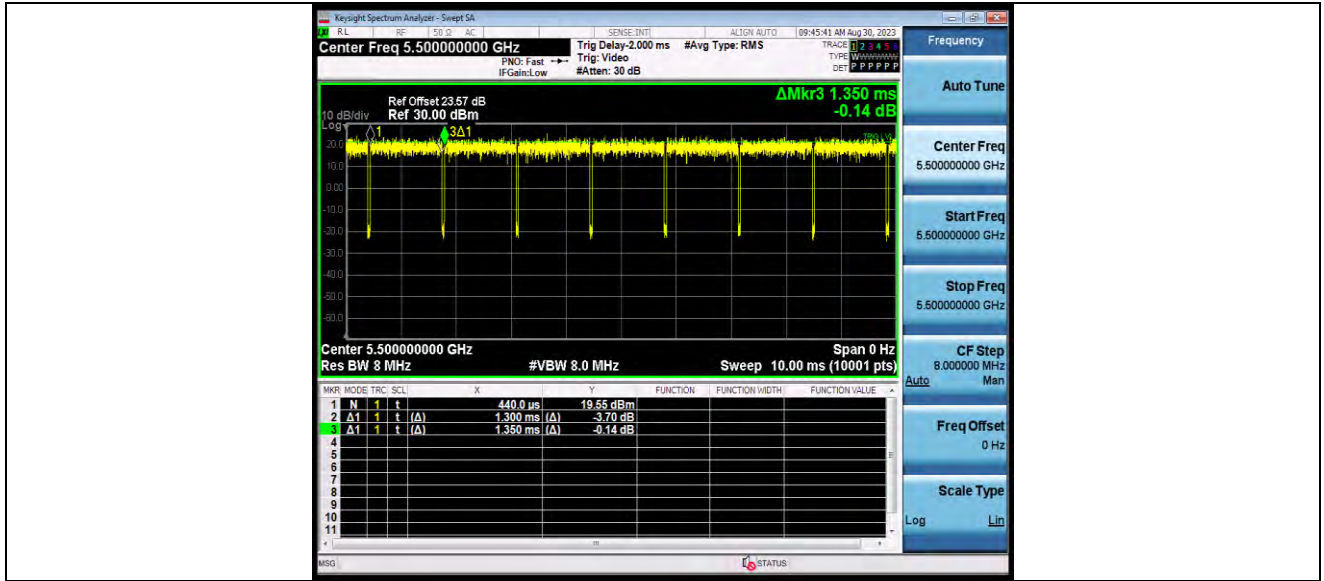 Keysight Spectrum Analyzer - Swept SA
RL RF 50 Ω AC SENSE:INT ALIGN AUTO 09:45:41 AM Aug 30, 2023
Center Freq 5.500000000 GHz
PNO: Fast
IFGain:Low
Trig Delay-2.000 ms
Trig: Video
#Atten: 30 dB
#Avg Type: RMS
TRACE 1 2 3 4 5 6
TYPE WWWWWW
DET P P P P P P
Frequency
Auto Tune
Center Freq
5.500000000 GHz
Start Freq
5.500000000 GHz
Stop Freq
5.500000000 GHz
CF Step
8.000000 MHz
Auto Man
Freq Offset
0 Hz
Scale Type
Log Lin
ΔMkr3 1.350 ms
-0.14 dB
Ref Offset 23.57 dB
10 dB/div Ref 30.00 dBm
Log
1
3Δ1
TRIG LVL
20.0
10.0
0.00
-10.0
-20.0
-30.0
-40.0
-50.0
-60.0
Center 5.500000000 GHz Span 0 Hz
Res BW 8 MHz #VBW 8.0 MHz Sweep 10.00 ms (10001 pts)
MKR MODE TRC SCL X Y FUNCTION FUNCTION WIDTH FUNCTION VALUE
1 N 1 t 440.0 µs 19.55 dBm
2 Δ1 1 t (Δ) 1.300 ms (Δ) -3.70 dB
3 Δ1 1 t (Δ) 1.350 ms (Δ) -0.14 dB
4
5
6
7
8
9
10
11
MSG STATUS